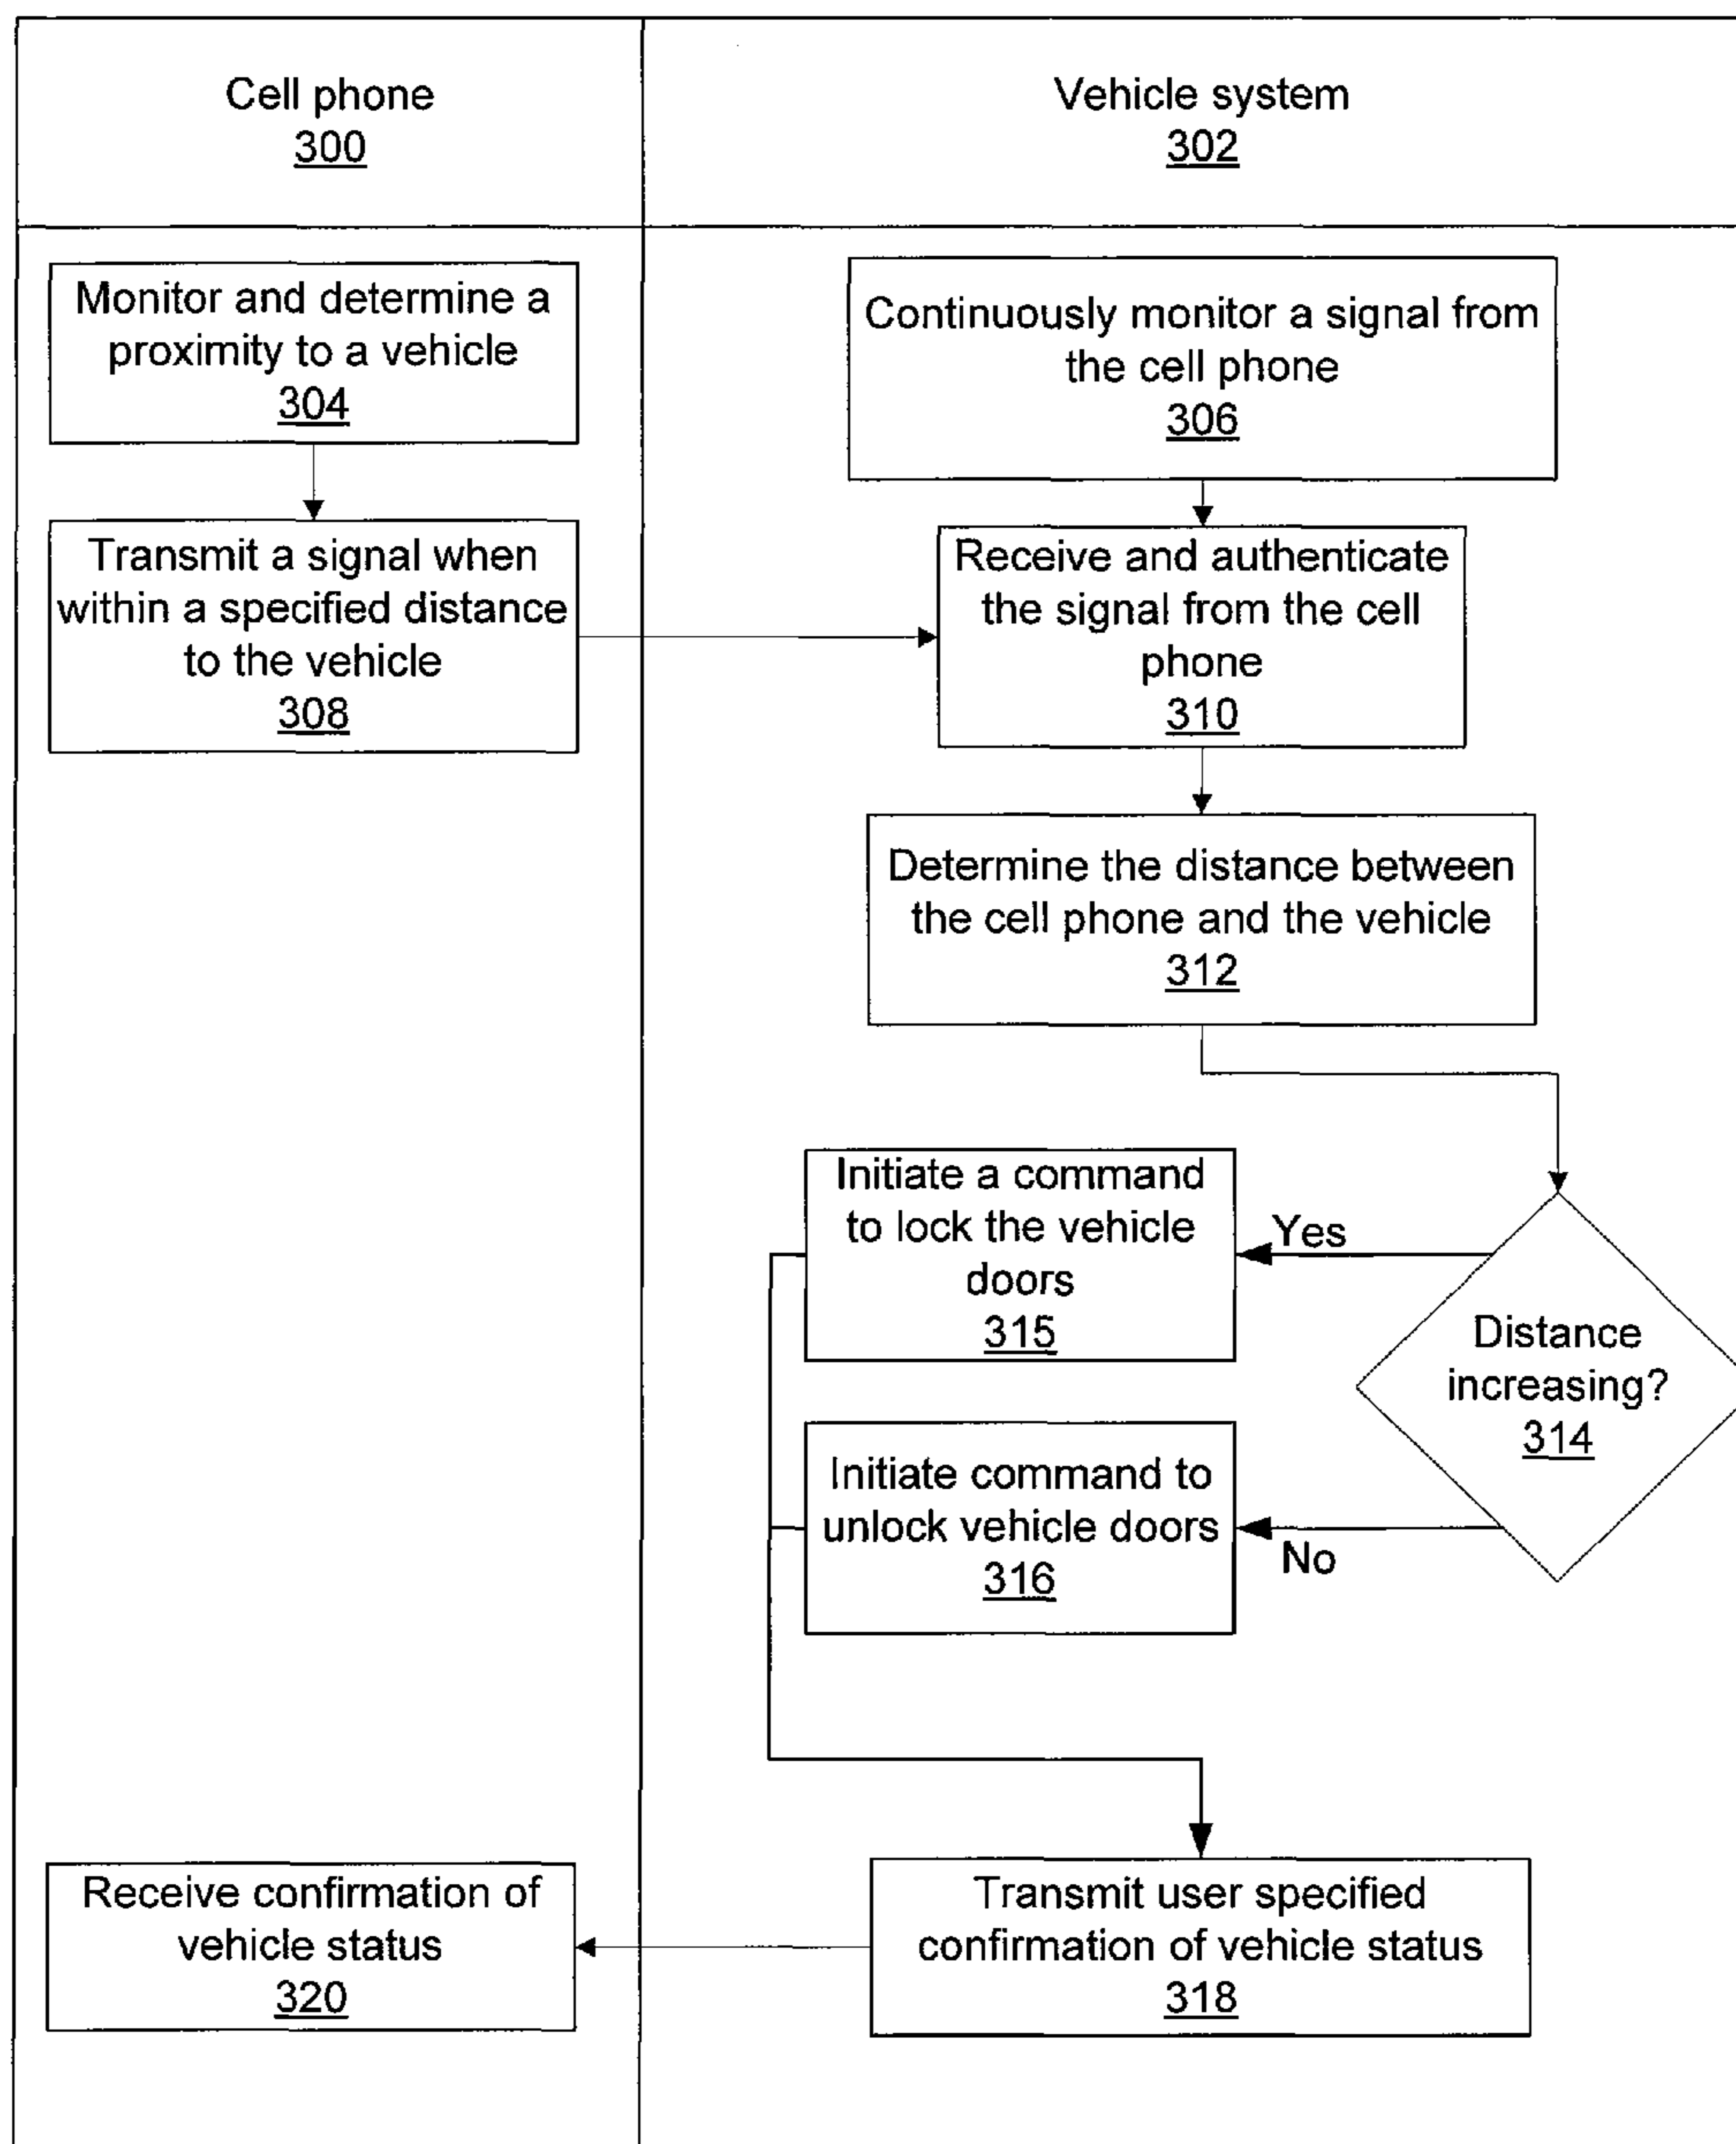 Cell phone
300
Vehicle system
302
Monitor and determine a
proximity to a vehicle
304
Continuously monitor a signal from
the cell phone
306
Transmit a signal when
within a specified distance
to the vehicle
308
Receive and authenticate
the signal from the cell
phone
310
Determine the distance between
the cell phone and the vehicle
312
Initiate a command
to lock the vehicle
doors
315
Yes
Distance
increasing?
314
Initiate command to
unlock vehicle doors
316
No
Receive confirmation of
vehicle status
320
Transmit user specified
confirmation of vehicle status
318